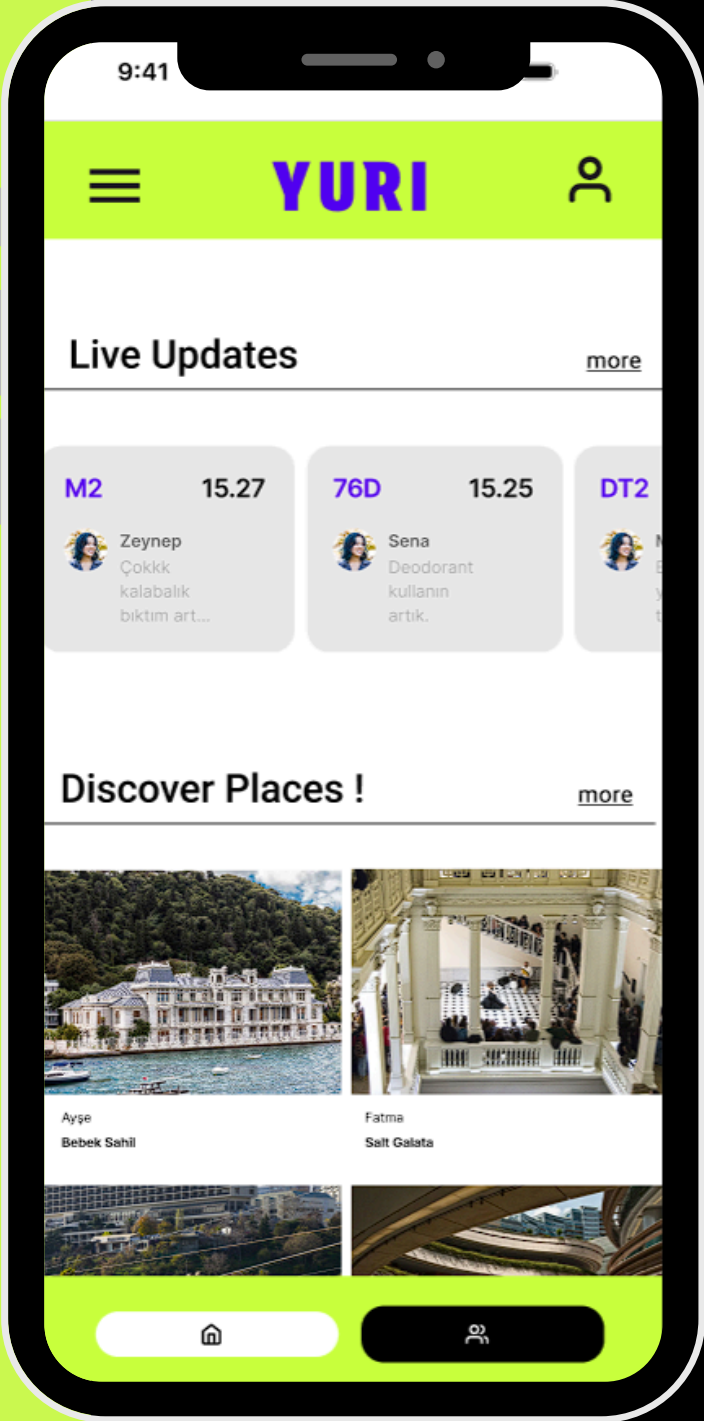 9:41
YURI
Live Updates
more
M2 15.27
Zeynep
Çokkk
kalabalık
bıktım art...
76D 15.25
Sena
Deodorant
kullanın
artık.
DT2
Discover Places !
more
Ayşe
Bebek Sahil
Fatma
Salt Galata